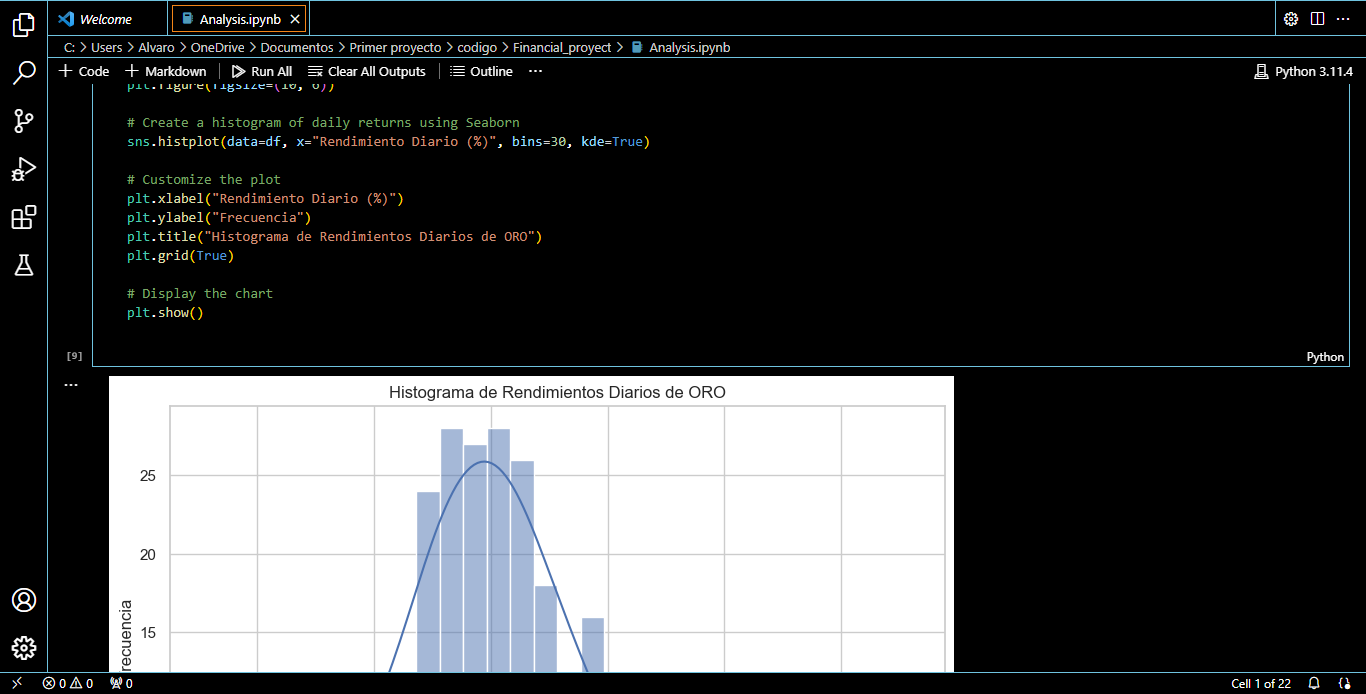 Welcome
Analysis.ipynb
C: > Users > Alvaro > OneDrive > Documentos > Primer proyecto > codigo > Financial_proyect > Analysis.ipynb
+ Code + Markdown Run All Clear All Outputs Outline ... Python 3.11.4
plt.figure(figsize=(10, 6))
# Create a histogram of daily returns using Seaborn
sns.histplot(data=df, x="Rendimiento Diario (%)", bins=30, kde=True)
# Customize the plot
plt.xlabel("Rendimiento Diario (%)")
plt.ylabel("Frecuencia")
plt.title("Histograma de Rendimientos Diarios de ORO")
plt.grid(True)
# Display the chart
plt.show()
[9]
Python
...
Histograma de Rendimientos Diarios de ORO
25
20
15
recuencia
0 0 0
Cell 1 of 22